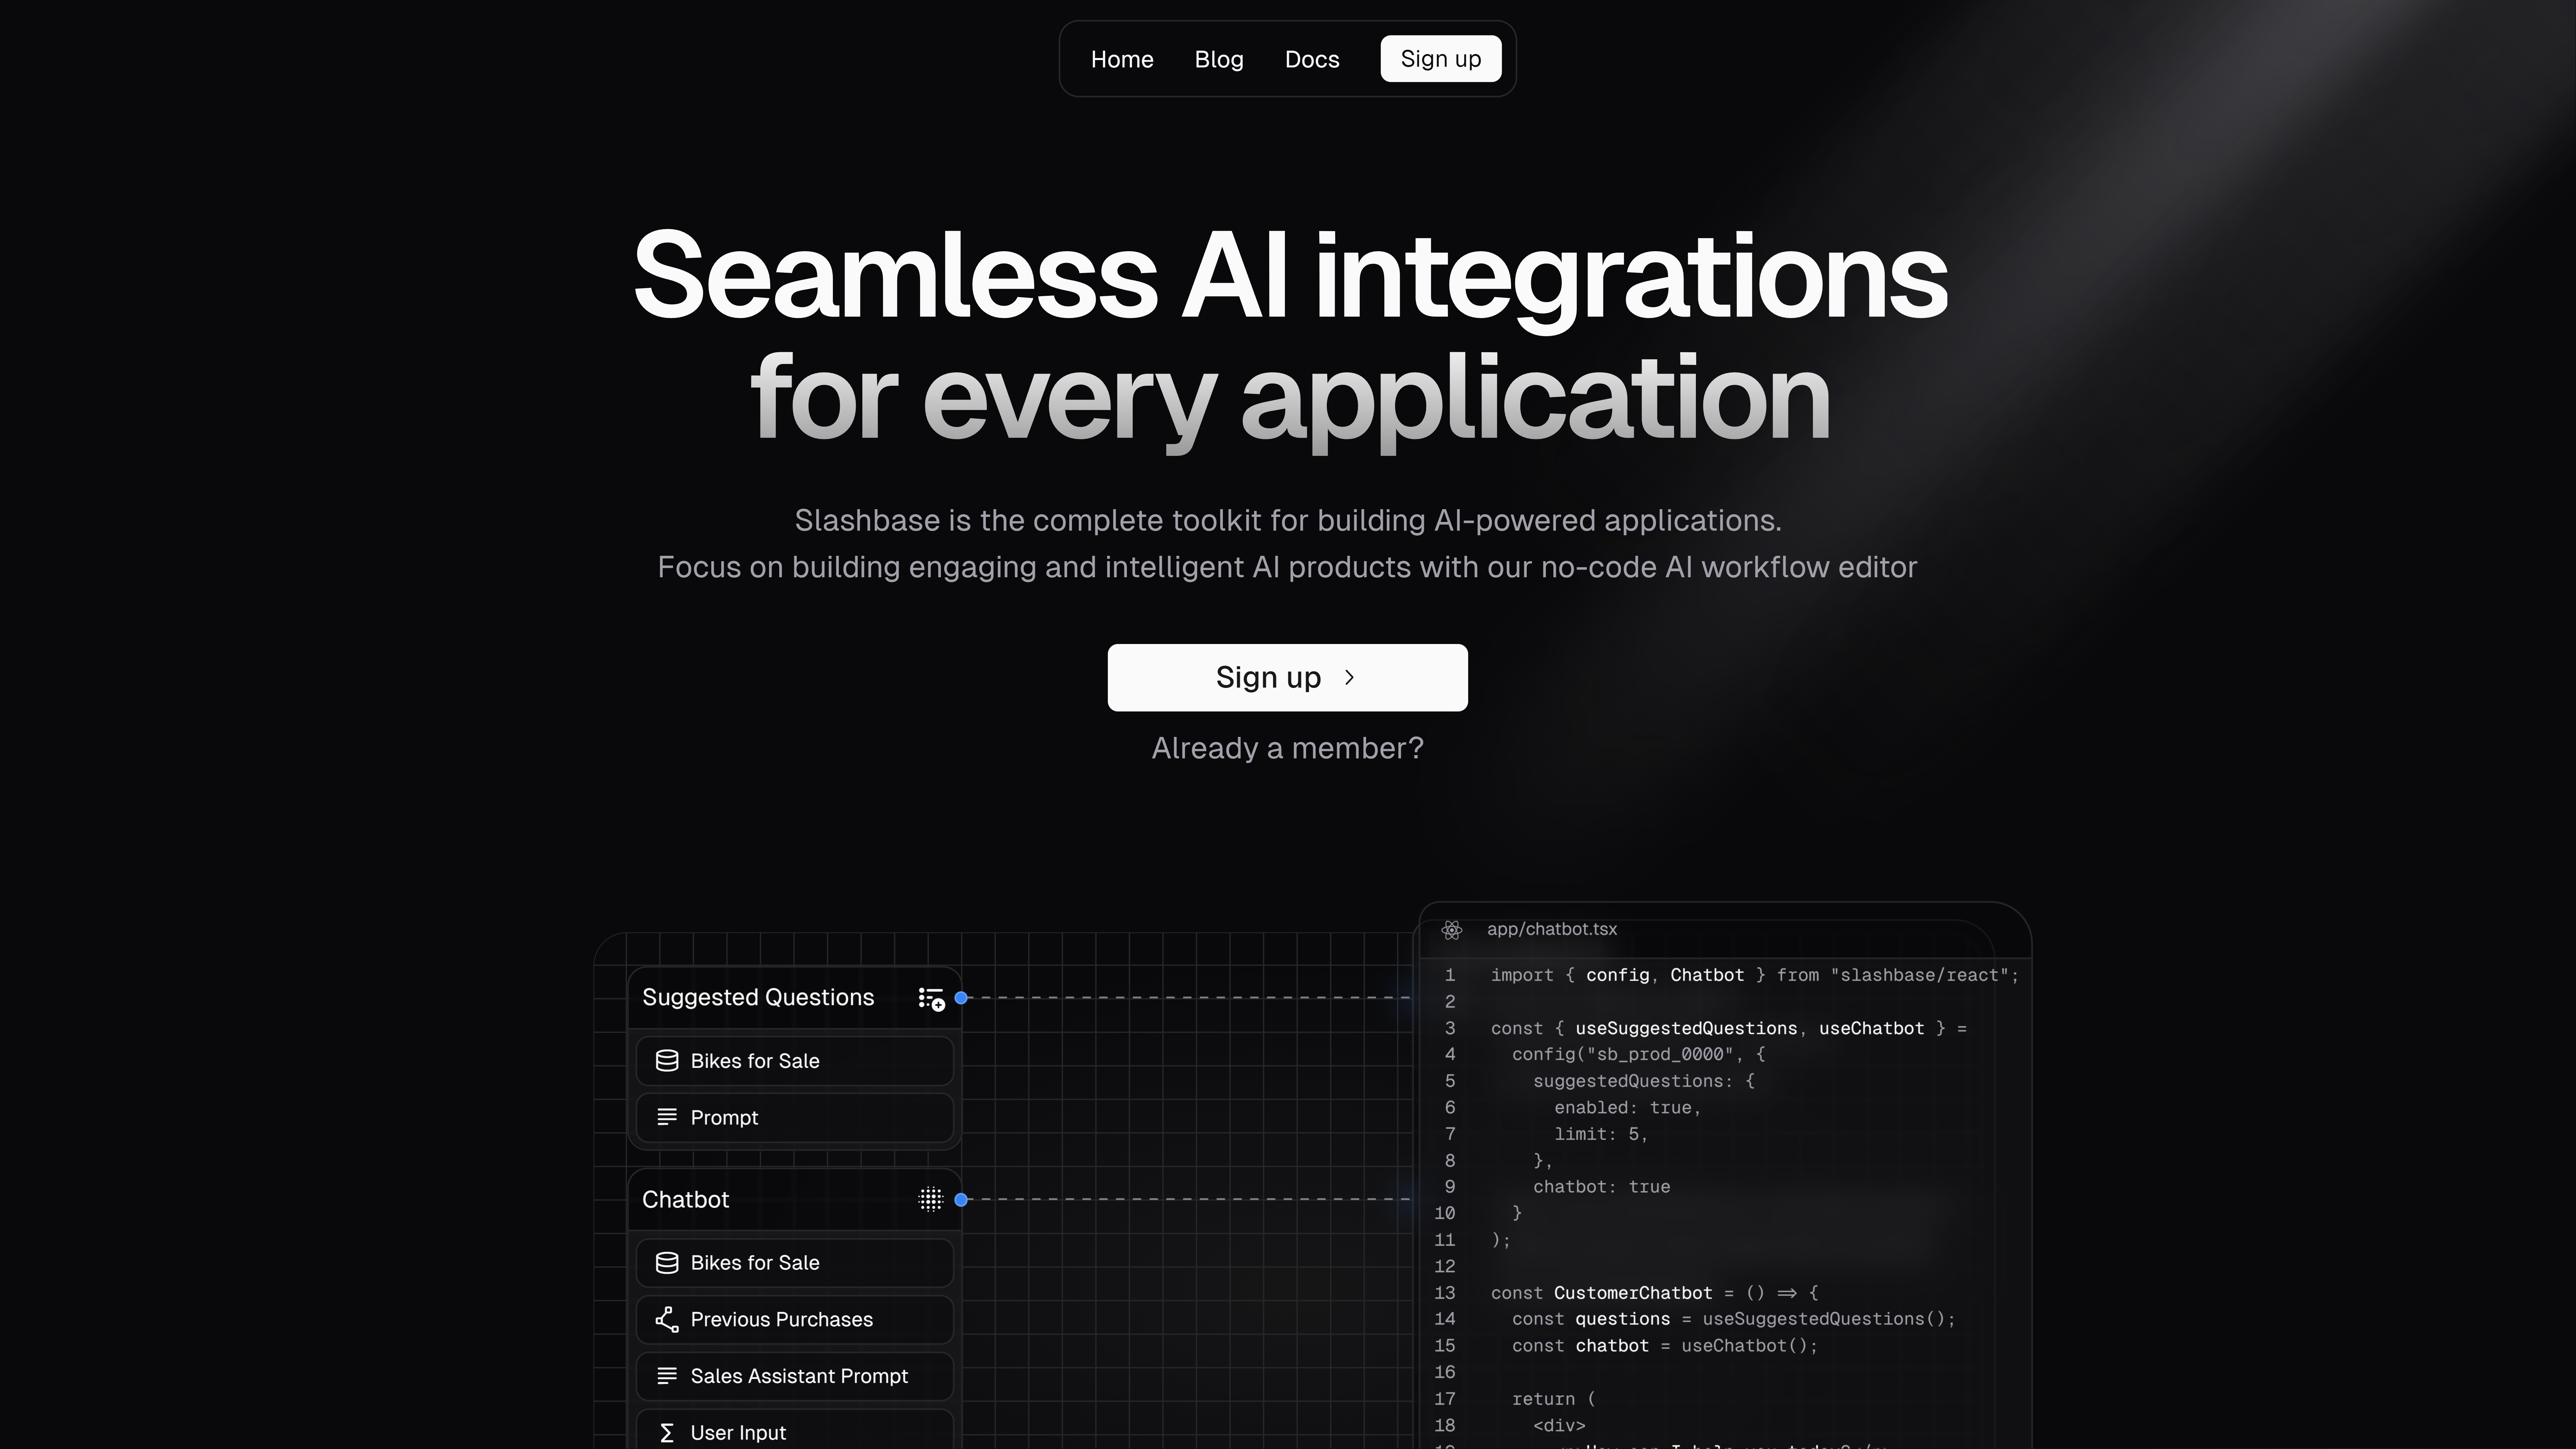 Home Blog Docs Sign up
Seamless AI integrations
for every application
Slashbase is the complete toolkit for building AI-powered applications.
Focus on building engaging and intelligent AI products with our no-code AI workflow editor
Sign up
Already a member?
Suggested Questions
Bikes for Sale
Prompt
Chatbot
Bikes for Sale
Previous Purchases
Sales Assistant Prompt
User Input
app/chatbot.tsx
1 import { config, Chatbot } from "slashbase/react";
2
3 const { useSuggestedQuestions, useChatbot } =
4 config("sb_prod_0000", {
5 suggestedQuestions: {
6 enabled: true,
7 limit: 5,
8 },
9 chatbot: true
10 }
11 );
12
13 const CustomerChatbot = () => {
14 const questions = useSuggestedQuestions();
15 const chatbot = useChatbot();
16
17 return (
18 <div>